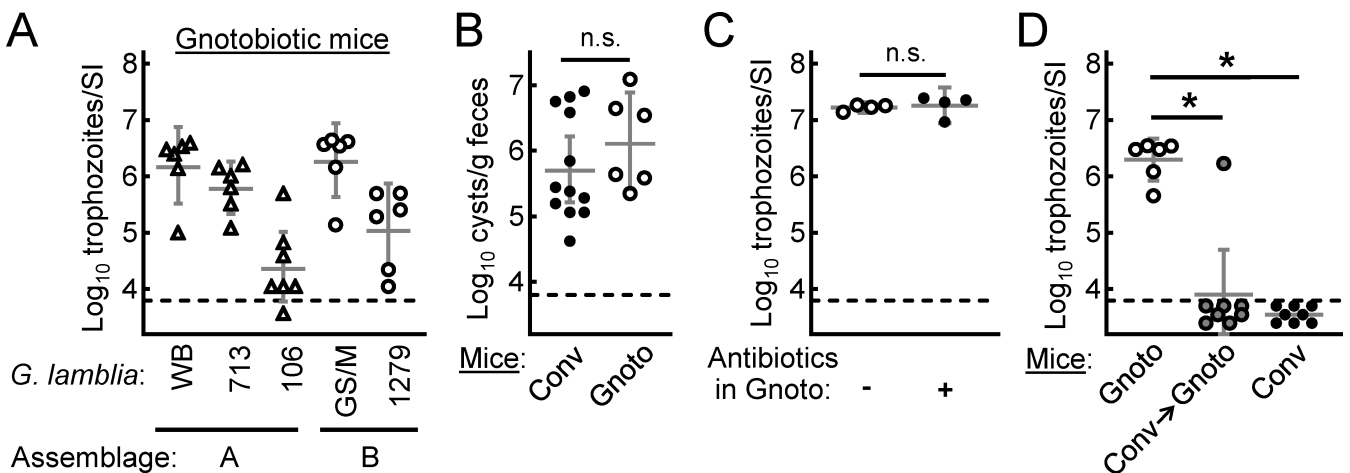 A
Gnotobiotic mice
Log10 trophozoites/SI
8
7
6
5
4
G. lamblia:
WB
713
106
GS/M
1279
Assemblage:
A
B
B
n.s.
Log10 cysts/g feces
7
6
5
4
Mice:
Conv
Gnoto
C
n.s.
Log10 trophozoites/SI
8
7
6
5
4
Antibiotics
in Gnoto:
-
+
D
*
*
Log10 trophozoites/SI
8
7
6
5
4
Mice:
Gnoto
Conv→Gnoto
Conv